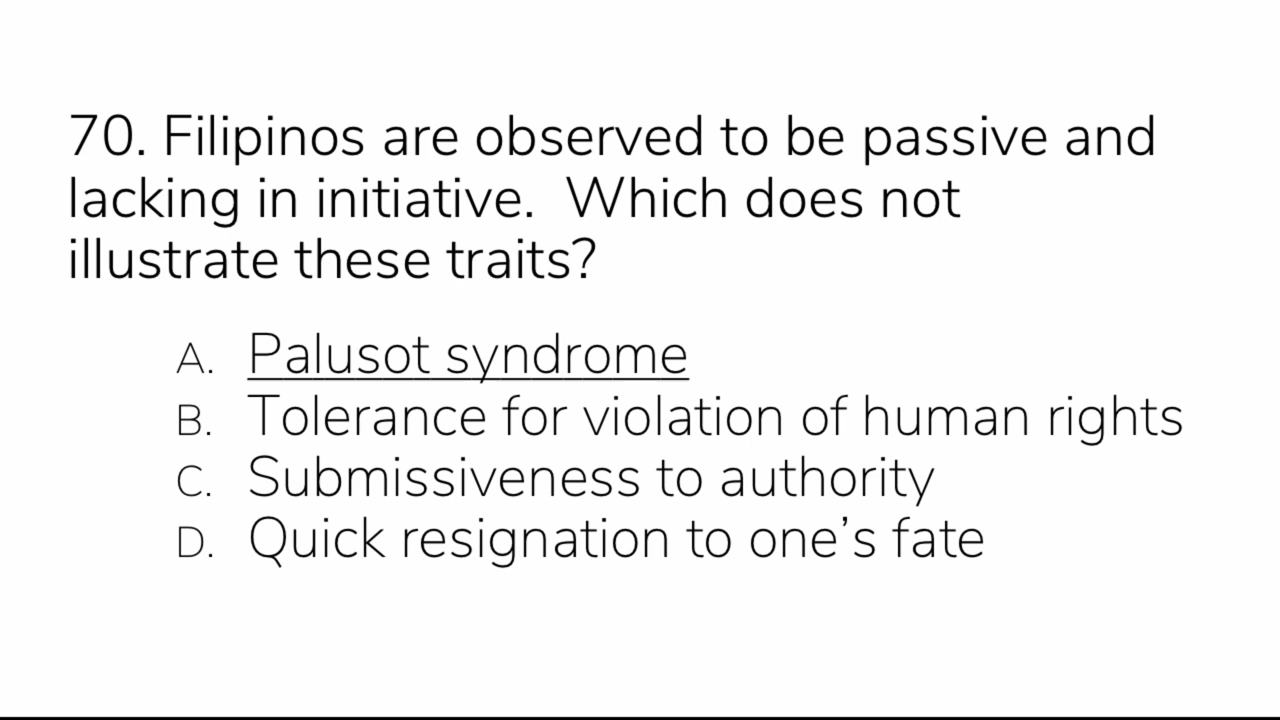 70. Filipinos are observed to be passive and
lacking in initiative.  Which does not
illustrate these traits?
A. Palusot syndrome
B. Tolerance for violation of human rights
C. Submissiveness to authority
D. Quick resignation to one’s fate